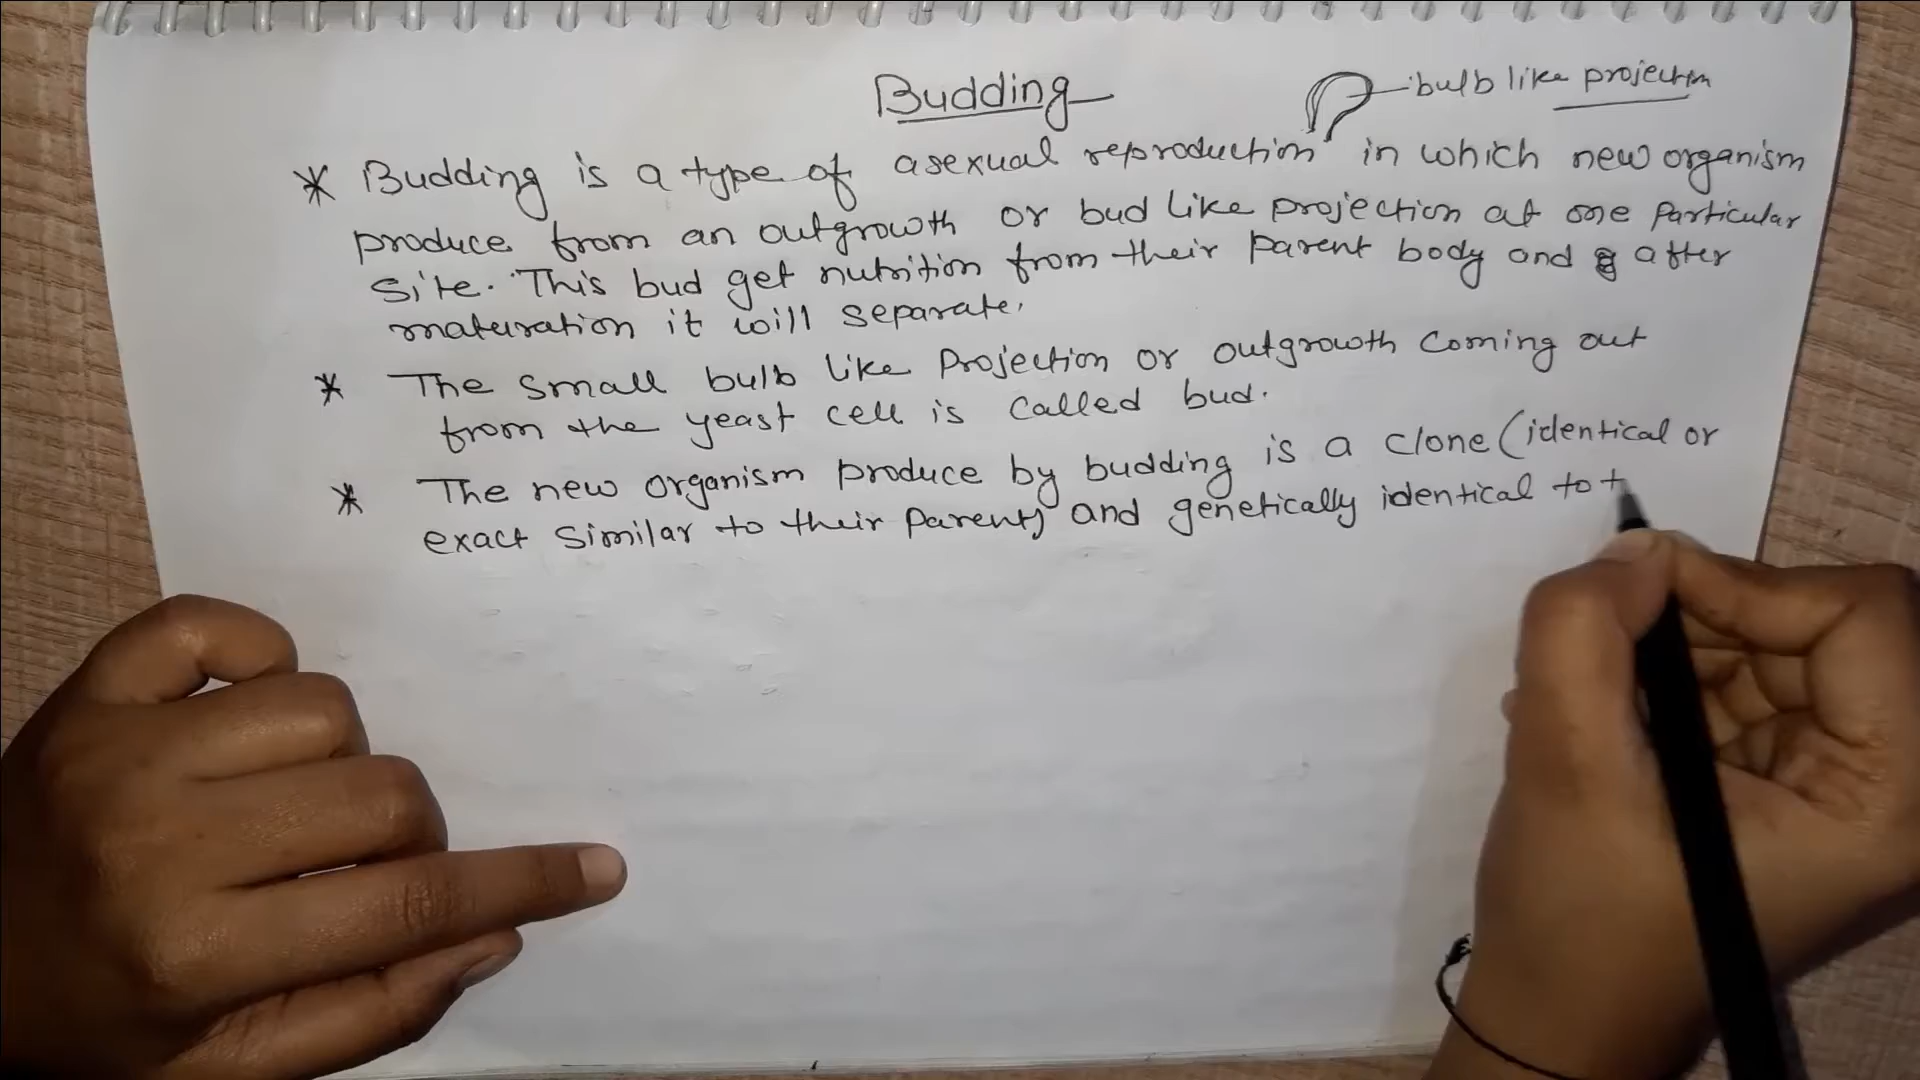 Budding
bulb like projection
* Budding is a type of asexual reproduction in which new organism
produce from an outgrowth or bud like projection at one particular
site. This bud get nutrition from their parent body and after
maturation it will separate.
* The small bulb like projection or outgrowth coming out
from the yeast cell is called bud.
* The new organism produce by budding is a clone (identical or
exact similar to their parent) and genetically identical to t